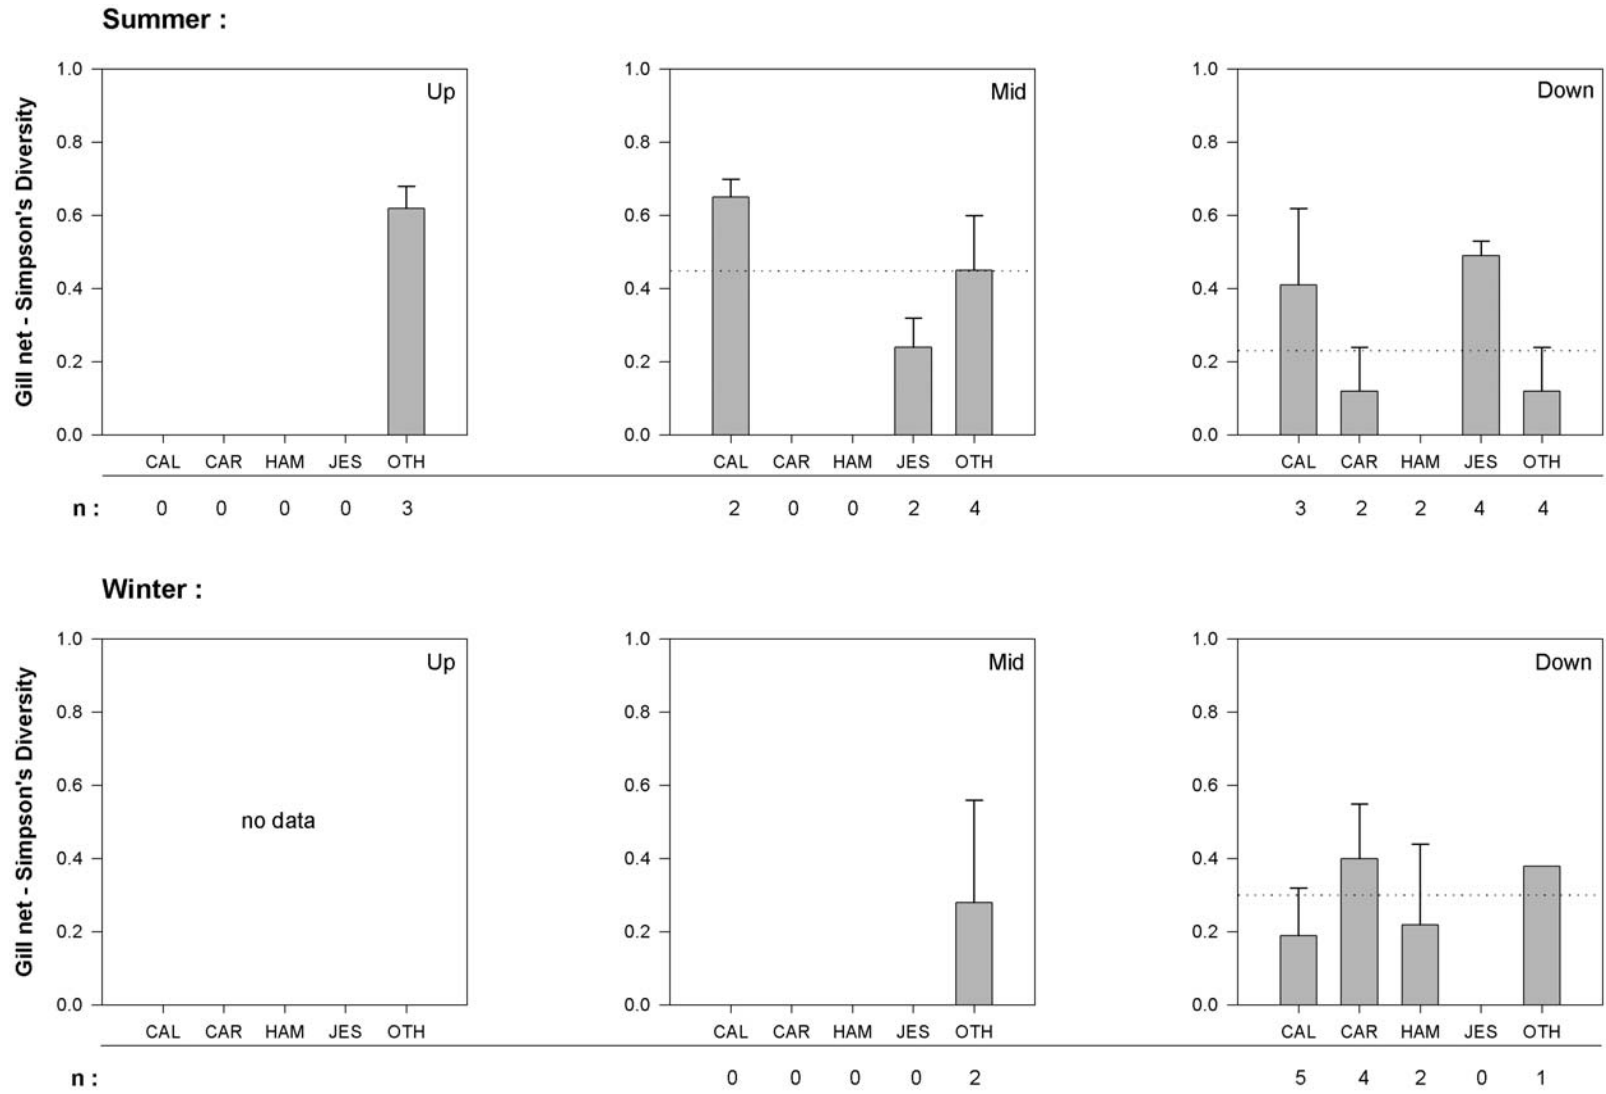 Summer :
Gill net - Simpson's Diversity
1.0
0.8
0.6
0.4
0.2
0.0
Up
CAL CAR HAM JES OTH
1.0
0.8
0.6
0.4
0.2
0.0
Mid
CAL CAR HAM JES OTH
1.0
0.8
0.6
0.4
0.2
0.0
Down
CAL CAR HAM JES OTH
n : 0 0 0 0 3 2 0 0 2 4 3 2 2 4 4
Winter :
Gill net - Simpson's Diversity
1.0
0.8
0.6
0.4
0.2
0.0
Up
no data
CAL CAR HAM JES OTH
1.0
0.8
0.6
0.4
0.2
0.0
Mid
CAL CAR HAM JES OTH
1.0
0.8
0.6
0.4
0.2
0.0
Down
CAL CAR HAM JES OTH
n : 0 0 0 0 2 5 4 2 0 1